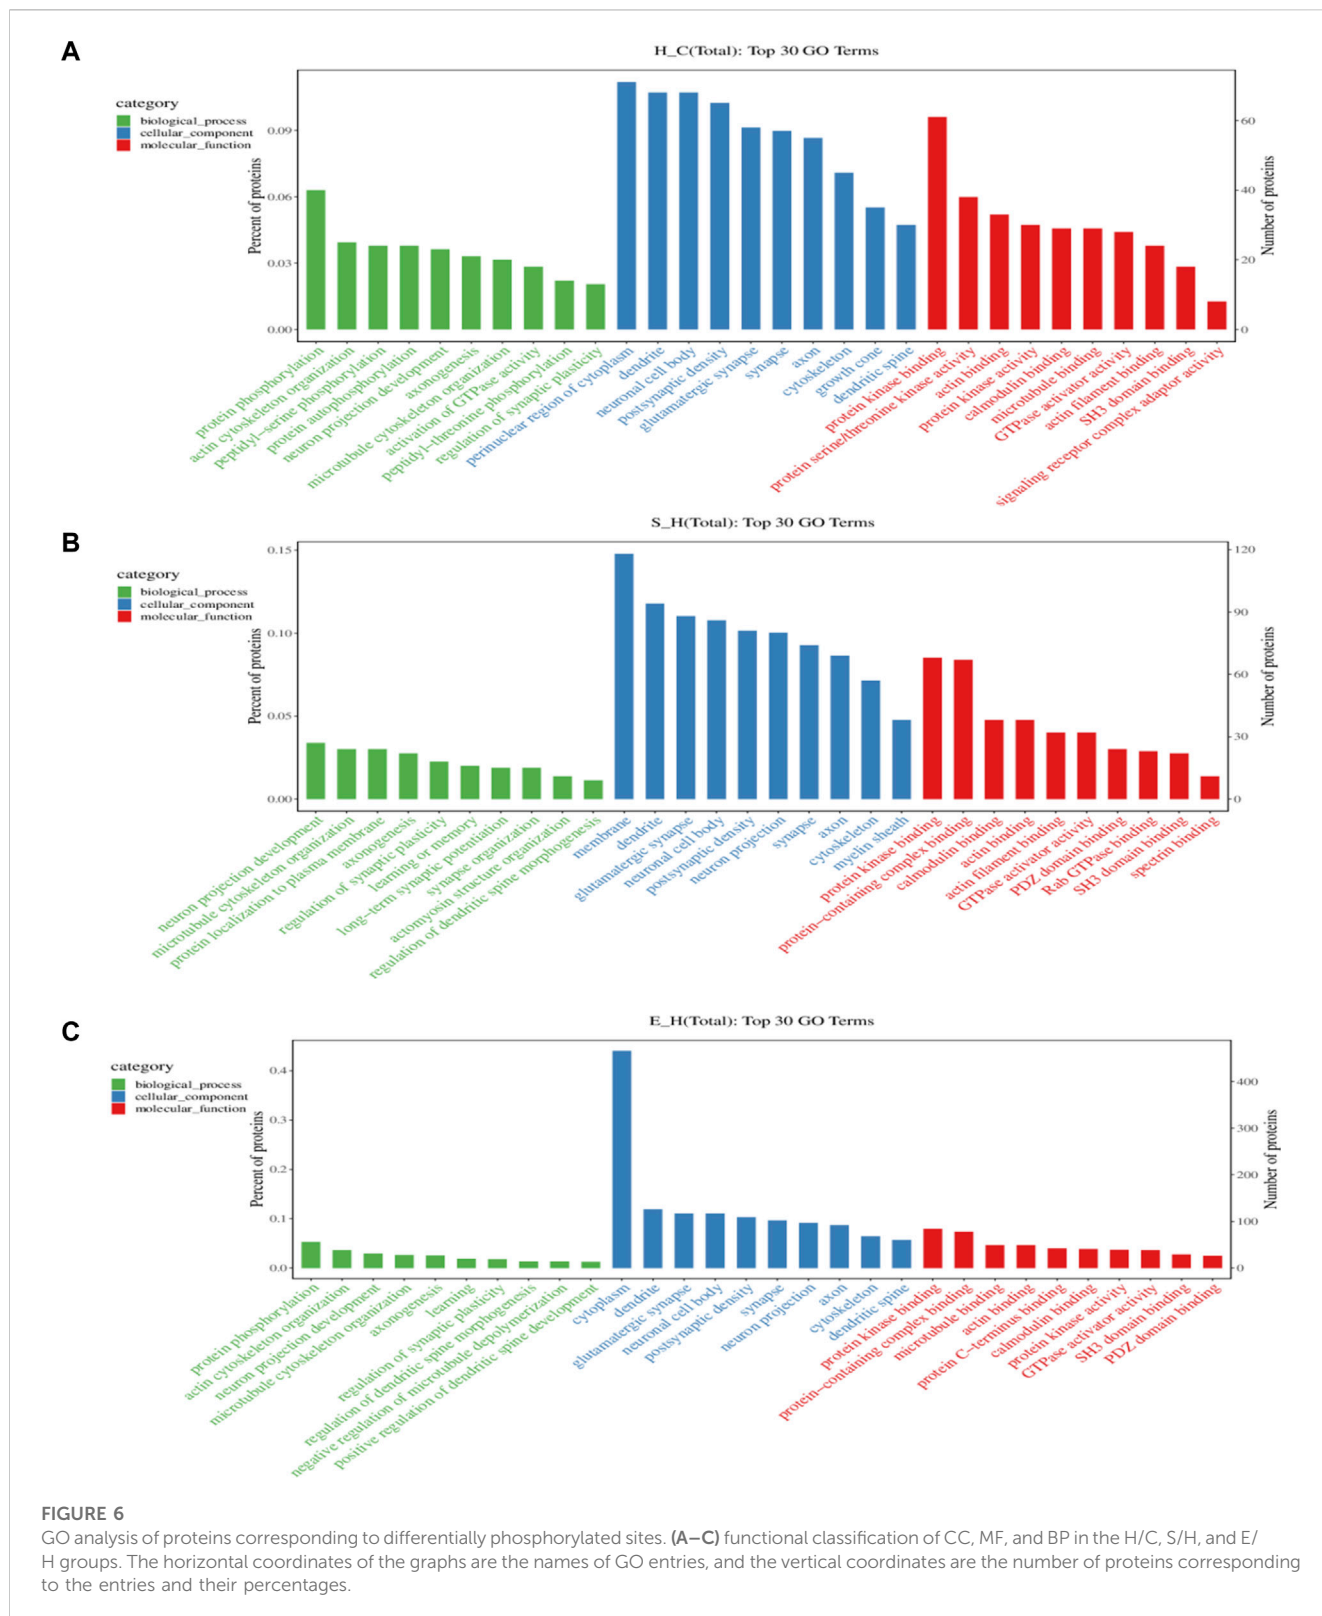 A
H_C(Total): Top 30 GO Terms
category
biological_process
cellular_component
molecular_function
Percent of proteins
0.09
0.06
0.03
0.00
Number of proteins
60
40
20
0
protein phosphorylation
actin cytoskeleton organization
peptidyl−serine phosphorylation
protein autophosphorylation
neuron projection development
axonogenesis
microtubule cytoskeleton organization
activation of GTPase activity
peptidyl−threonine phosphorylation
regulation of synaptic plasticity
perinuclear region of cytoplasm
dendrite
neuronal cell body
postsynaptic density
glutamatergic synapse
synapse
axon
cytoskeleton
growth cone
dendritic spine
protein kinase binding
protein serine/threonine kinase activity
actin binding
protein kinase activity
calmodulin binding
microtubule binding
GTPase activator activity
actin filament binding
SH3 domain binding
signaling receptor complex adaptor activity
B
S_H(Total): Top 30 GO Terms
category
biological_process
cellular_component
molecular_function
Percent of proteins
0.15
0.10
0.05
0.00
Number of proteins
120
90
60
30
0
neuron projection development
microtubule cytoskeleton organization
protein localization to plasma membrane
axonogenesis
regulation of synaptic plasticity
learning or memory
long−term synaptic potentiation
synapse organization
actomyosin structure organization
regulation of dendritic spine morphogenesis
membrane
dendrite
glutamatergic synapse
neuronal cell body
postsynaptic density
neuron projection
synapse
axon
cytoskeleton
myelin sheath
protein kinase binding
protein−containing complex binding
calmodulin binding
actin binding
actin filament binding
GTPase activator activity
PDZ domain binding
Rab GTPase binding
SH3 domain binding
spectrin binding
C
E_H(Total): Top 30 GO Terms
category
biological_process
cellular_component
molecular_function
Percent of proteins
0.4
0.3
0.2
0.1
0.0
Number of proteins
400
300
200
100
0
protein phosphorylation
actin cytoskeleton organization
neuron projection development
microtubule cytoskeleton organization
axonogenesis
learning
regulation of synaptic plasticity
regulation of dendritic spine morphogenesis
negative regulation of microtubule depolymerization
positive regulation of dendritic spine development
cytoplasm
dendrite
glutamatergic synapse
neuronal cell body
postsynaptic density
synapse
neuron projection
axon
cytoskeleton
dendritic spine
protein kinase binding
protein−containing complex binding
microtubule binding
actin binding
protein C−terminus binding
calmodulin binding
protein kinase activity
GTPase activator activity
SH3 domain binding
PDZ domain binding
FIGURE 6
GO analysis of proteins corresponding to differentially phosphorylated sites. (A–C) functional classification of CC, MF, and BP in the H/C, S/H, and E/
H groups. The horizontal coordinates of the graphs are the names of GO entries, and the vertical coordinates are the number of proteins corresponding
to the entries and their percentages.